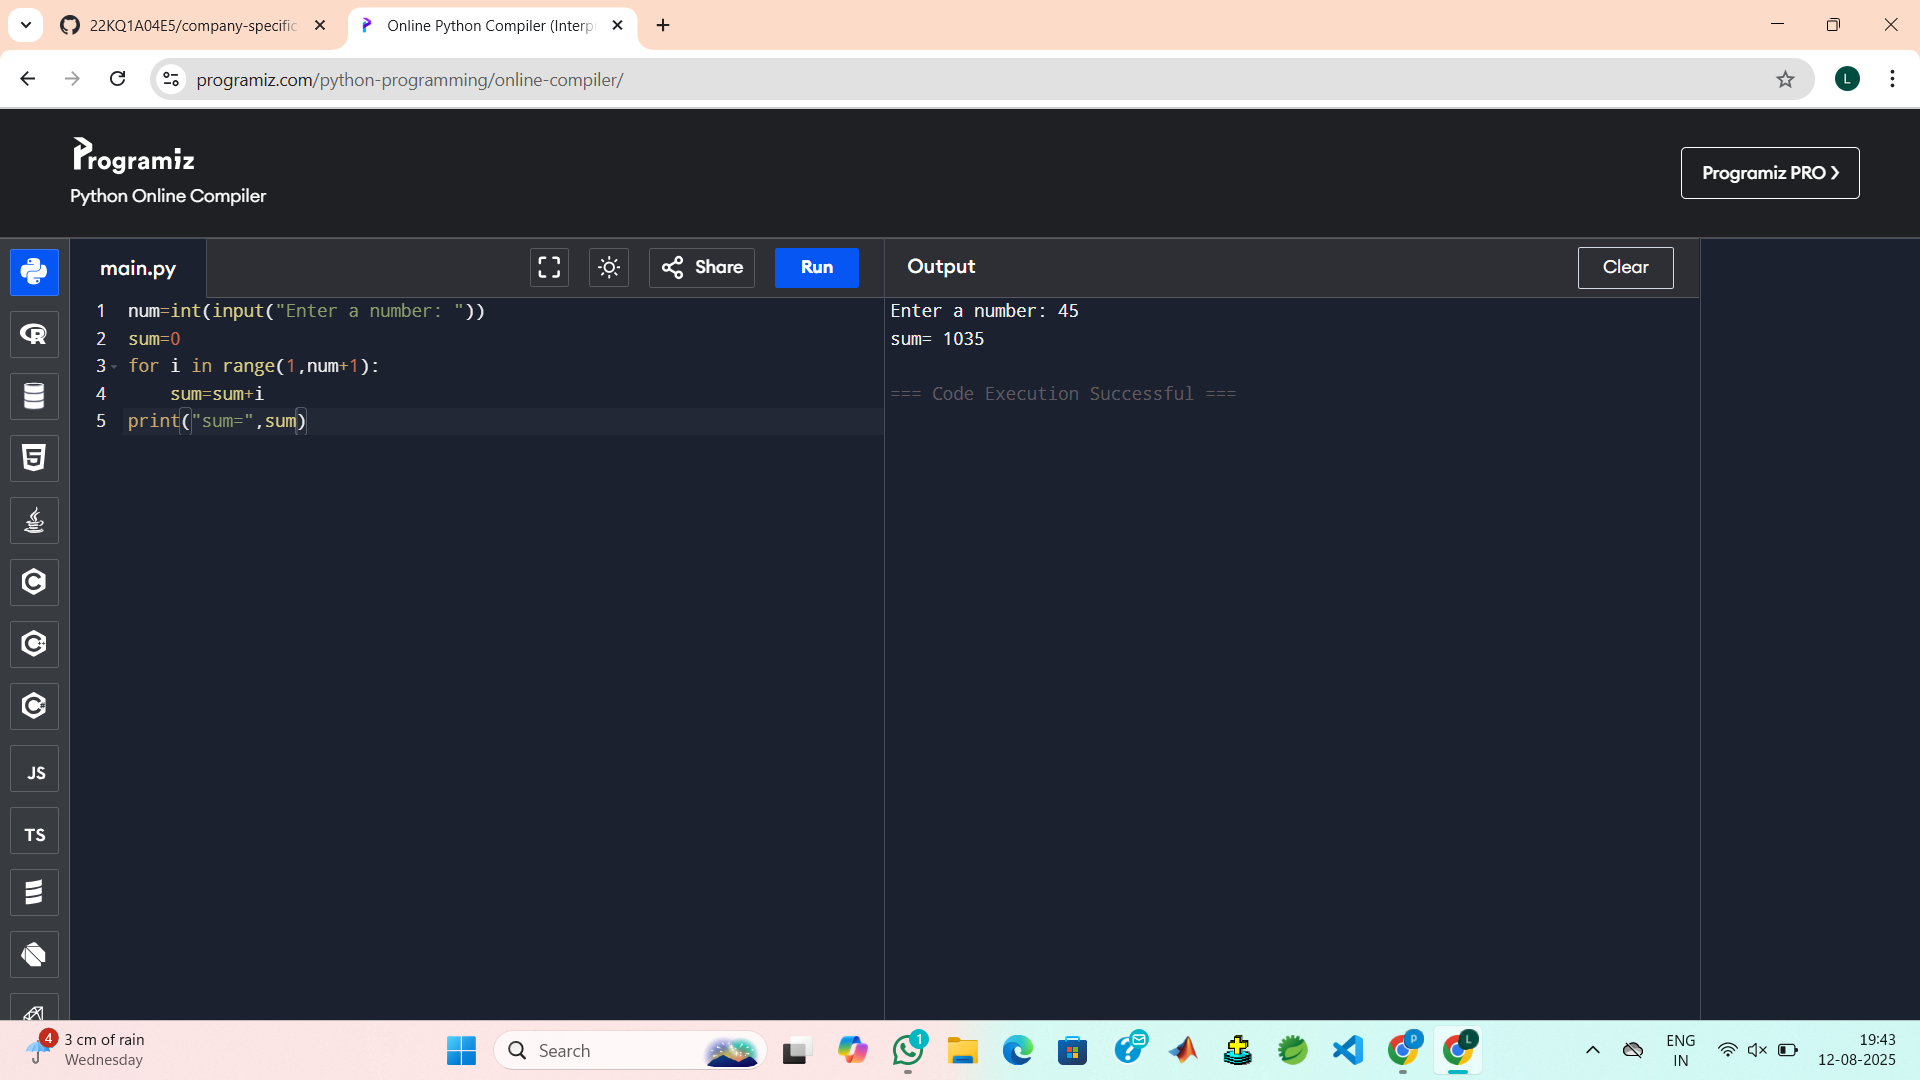 22KQ1A04E5/company-specific
Online Python Compiler (Interp
programiz.com/python-programming/online-compiler/
L
Programiz
Python Online Compiler
Programiz PRO ❯
main.py
Share
Run
Output
Clear
1 num=int(input("Enter a number: "))
2 sum=0
3 for i in range(1,num+1):
4     sum=sum+i
5 print("sum=",sum)
Enter a number: 45
sum= 1035
=== Code Execution Successful ===
JS
TS
4
3 cm of rain
Wednesday
Search
1
P
L
ENG
IN
19:43
12-08-2025